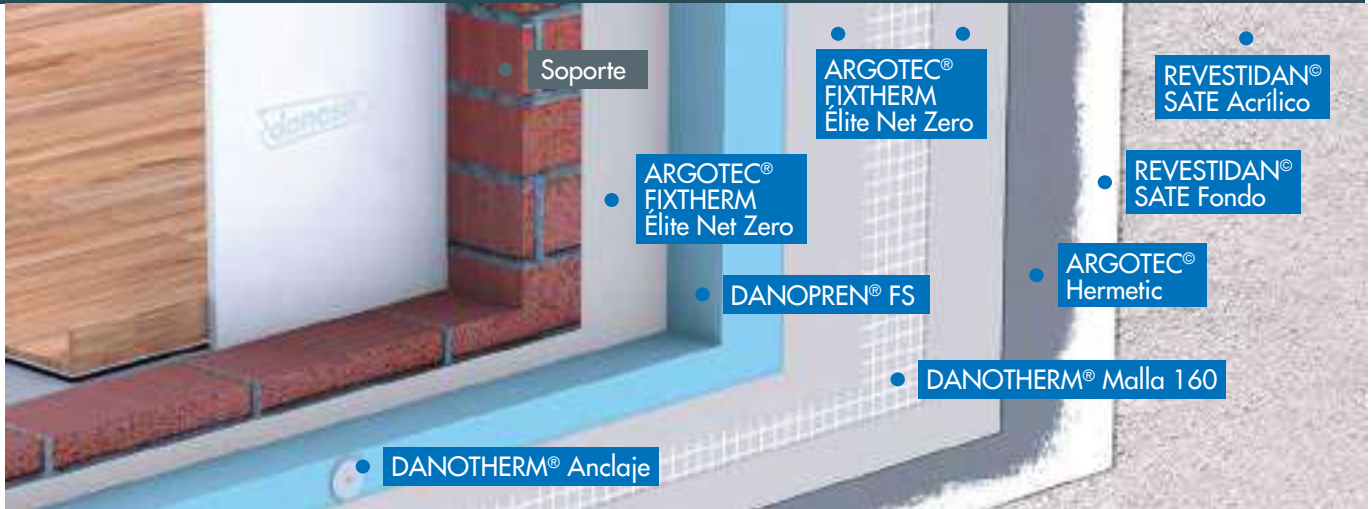 Soporte
ARGOTEC®
FIXTHERM
Élite Net Zero
REVESTIDAN©
SATE Acrílico
ARGOTEC®
FIXTHERM
Élite Net Zero
REVESTIDAN©
SATE Fondo
ARGOTEC©
Hermetic
DANOPREN® FS
DANOTHERM® Malla 160
DANOTHERM® Anclaje
danosa